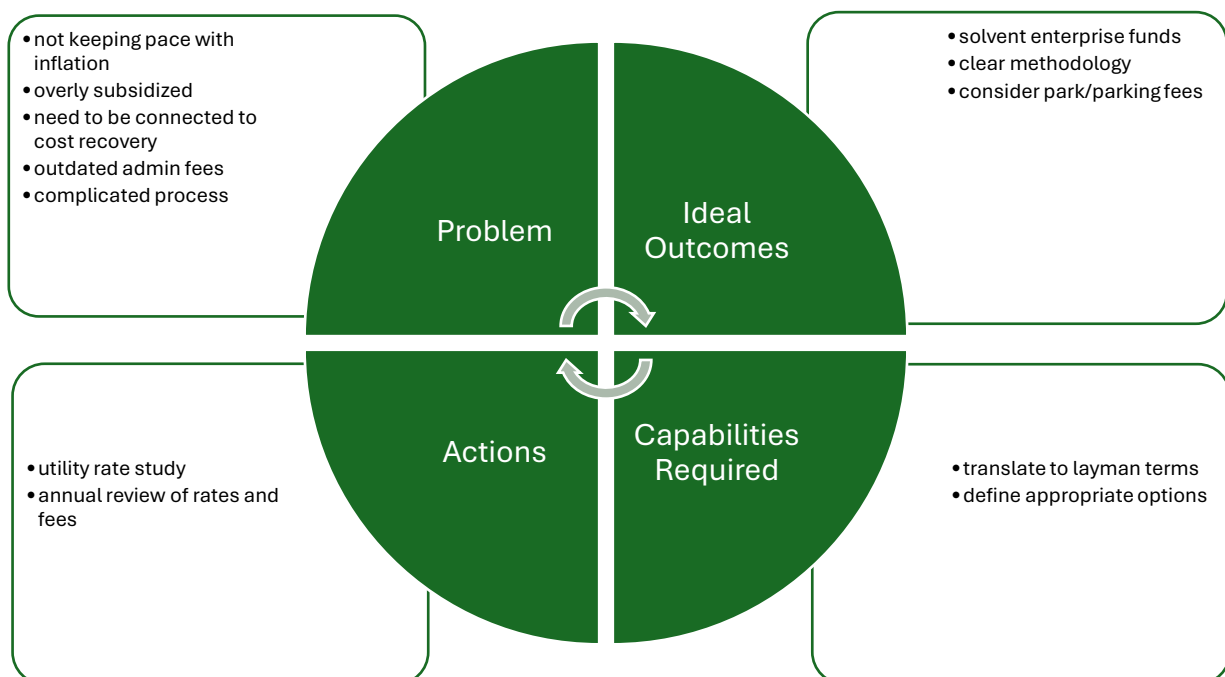 • not keeping pace with
inflation
• overly subsidized
• need to be connected to
cost recovery
• outdated admin fees
• complicated process
• solvent enterprise funds
• clear methodology
• consider park/parking fees
Problem
Ideal
Outcomes
Actions
Capabilities
Required
• utility rate study
• annual review of rates and
fees
• translate to layman terms
• define appropriate options